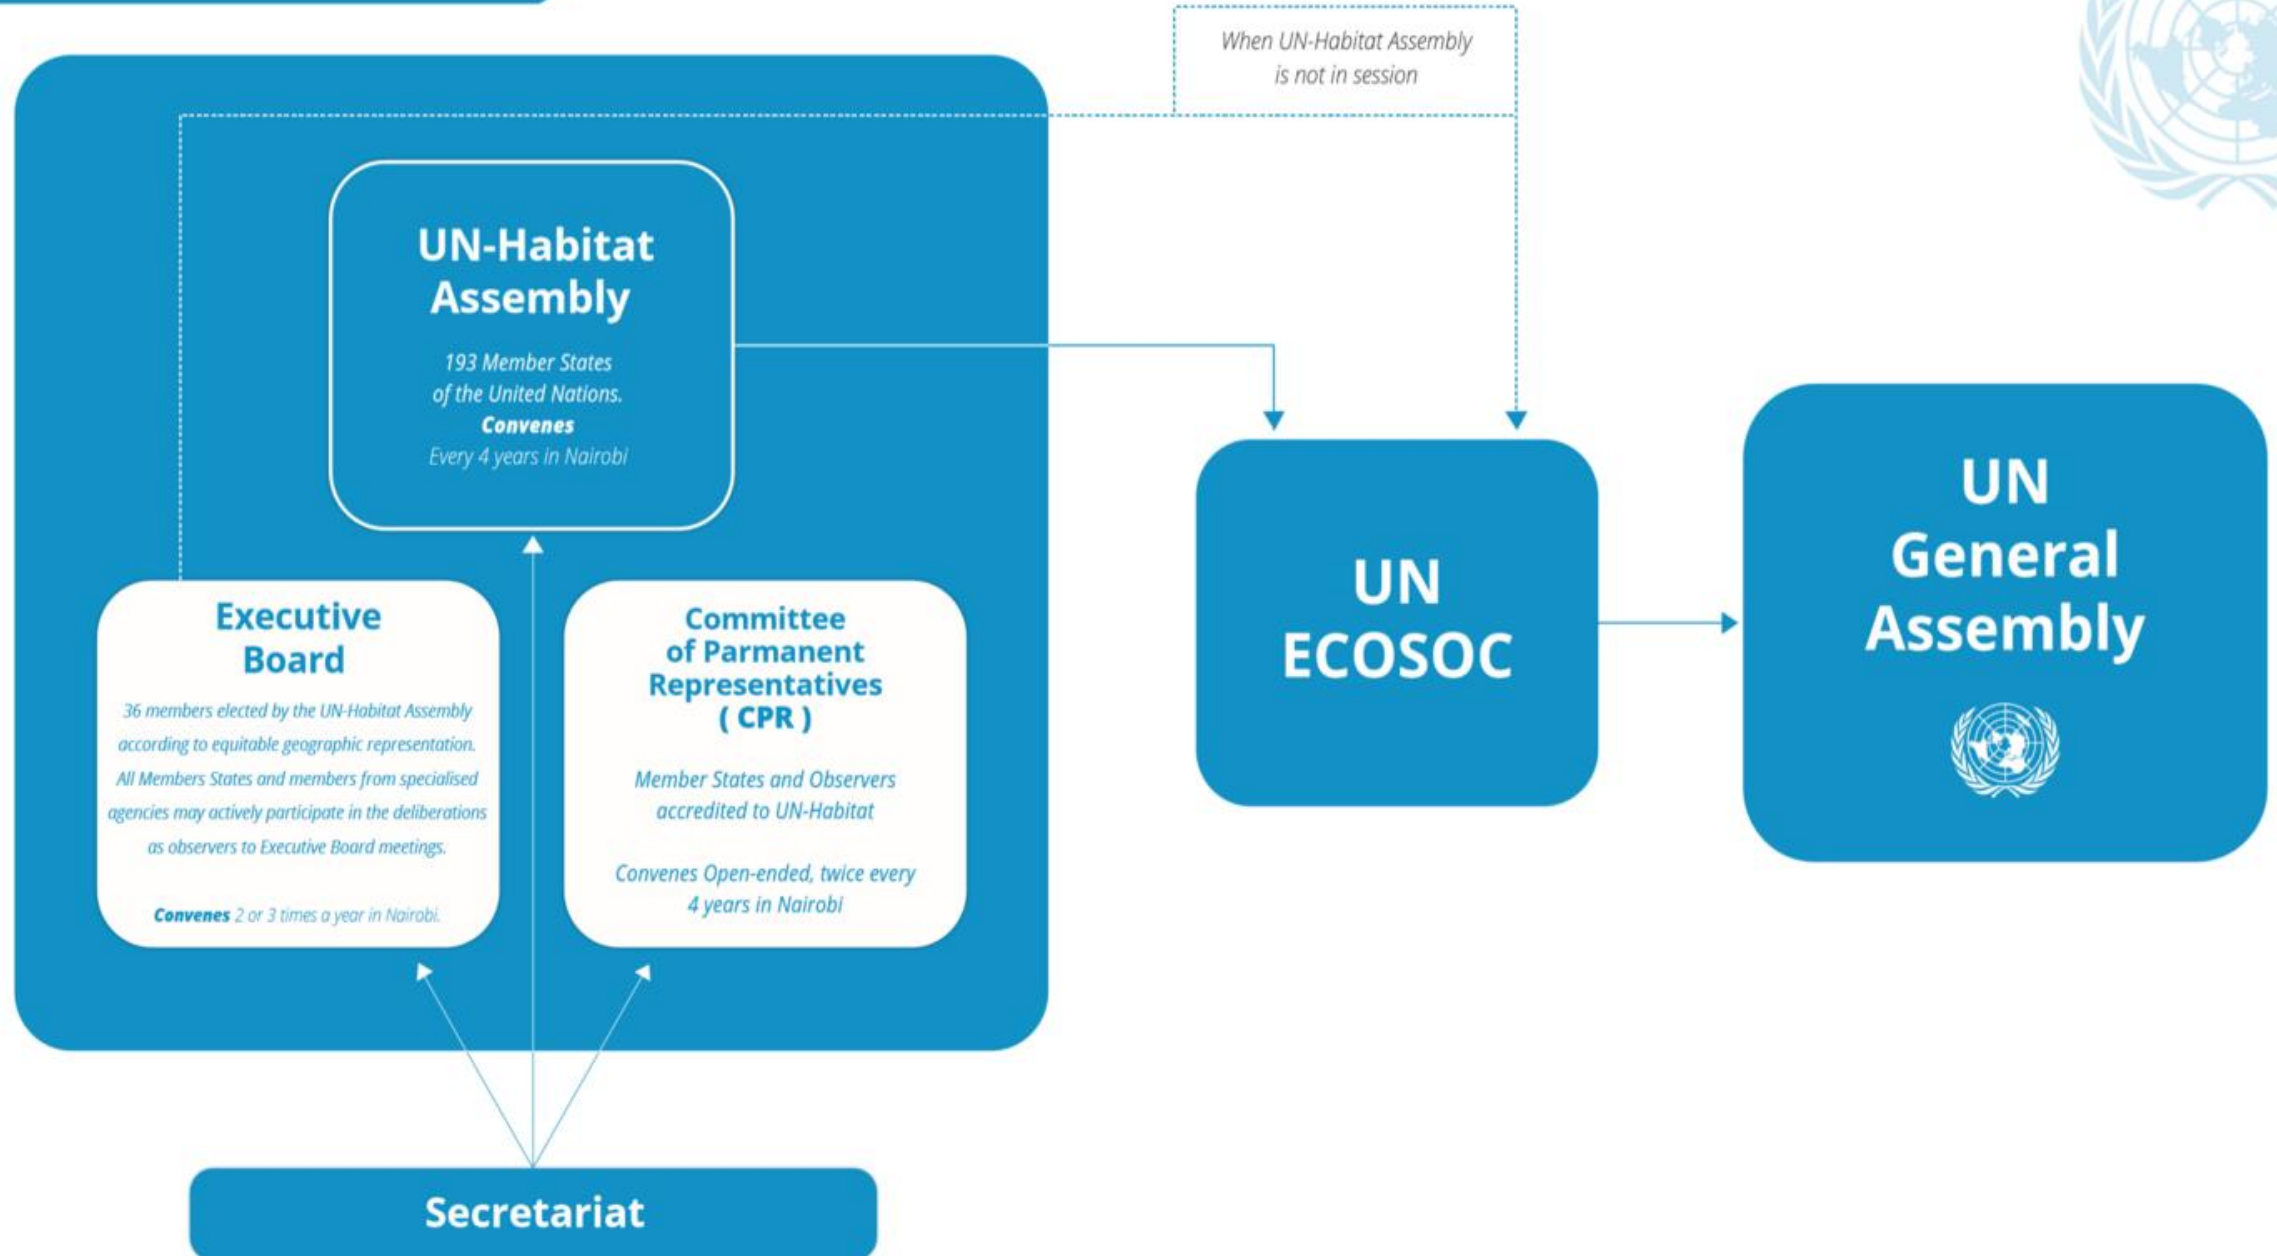 When UN-Habitat Assembly
is not in session
UN-Habitat
Assembly
193 Member States
of the United Nations.
Convenes
Every 4 years in Nairobi
Executive
Board
36 members elected by the UN-Habitat Assembly
according to equitable geographic representation.
All Members States and members from specialised
agencies may actively participate in the deliberations
as observers to Executive Board meetings.
Convenes 2 or 3 times a year in Nairobi.
Committee
of Parmanent
Representatives
( CPR )
Member States and Observers
accredited to UN-Habitat
Convenes Open-ended, twice every
4 years in Nairobi
UN
ECOSOC
UN
General
Assembly
Secretariat